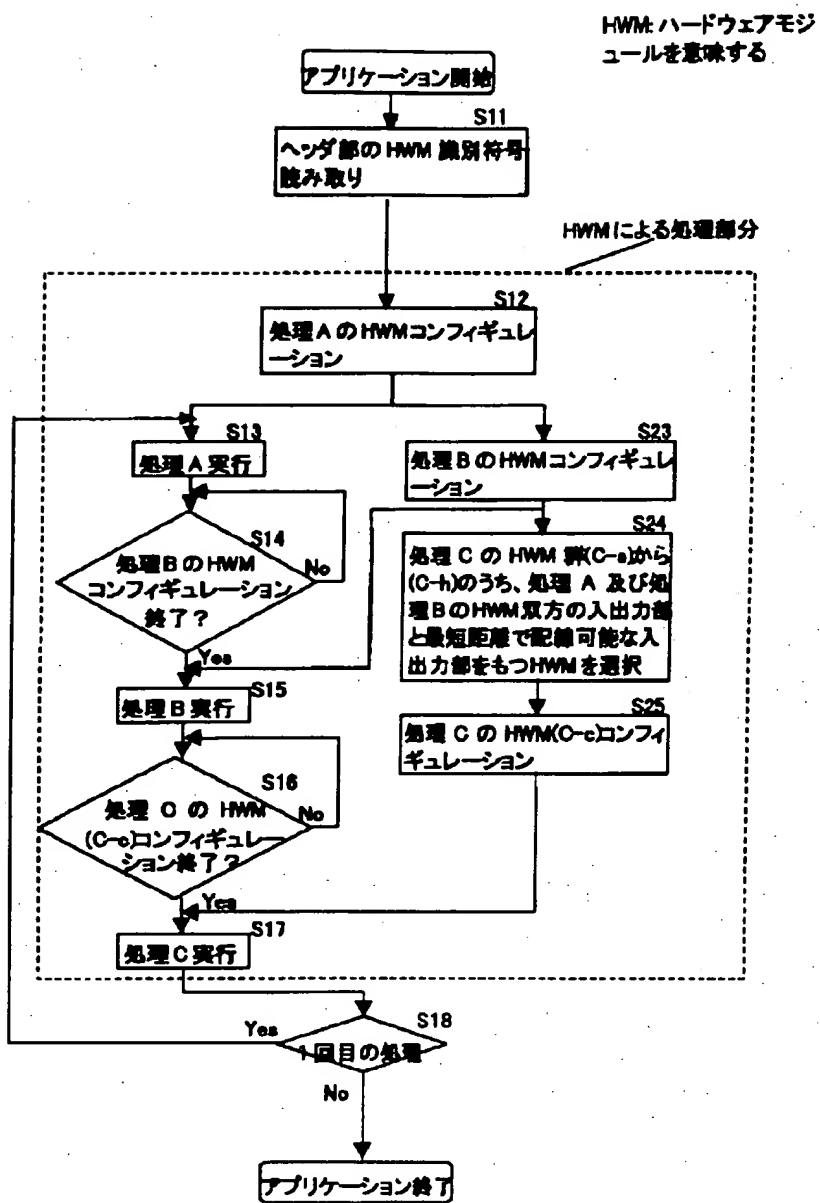 HWM: ハードウェアモジ
ュールを意味する
アプリケーション開始
S11
ヘッダ部のHWM 識別符号
読み取り
HWMによる処理部分
S12
処理AのHWMコンフィギュレ
ーション
S13
処理A実行
S23
処理BのHWMコンフィギュレ
ーション
S14
処理BのHWM
コンフィギュレーション
終了?
No
Yes
S24
処理CのHWM群(C-a)から
(C-h)のうち、処理A及び処
理BのHWM双方の入出力部
と最短距離で配線可能な入
出力部をもつHWMを選択
S15
処理B実行
S25
処理CのHWM(C-c)コンフィ
ギュレーション
S16
処理CのHWM
(C-c)コンフィギュレー
ション終了?
No
Yes
S17
処理C実行
S18
1回目の処理
Yes
No
アプリケーション終了